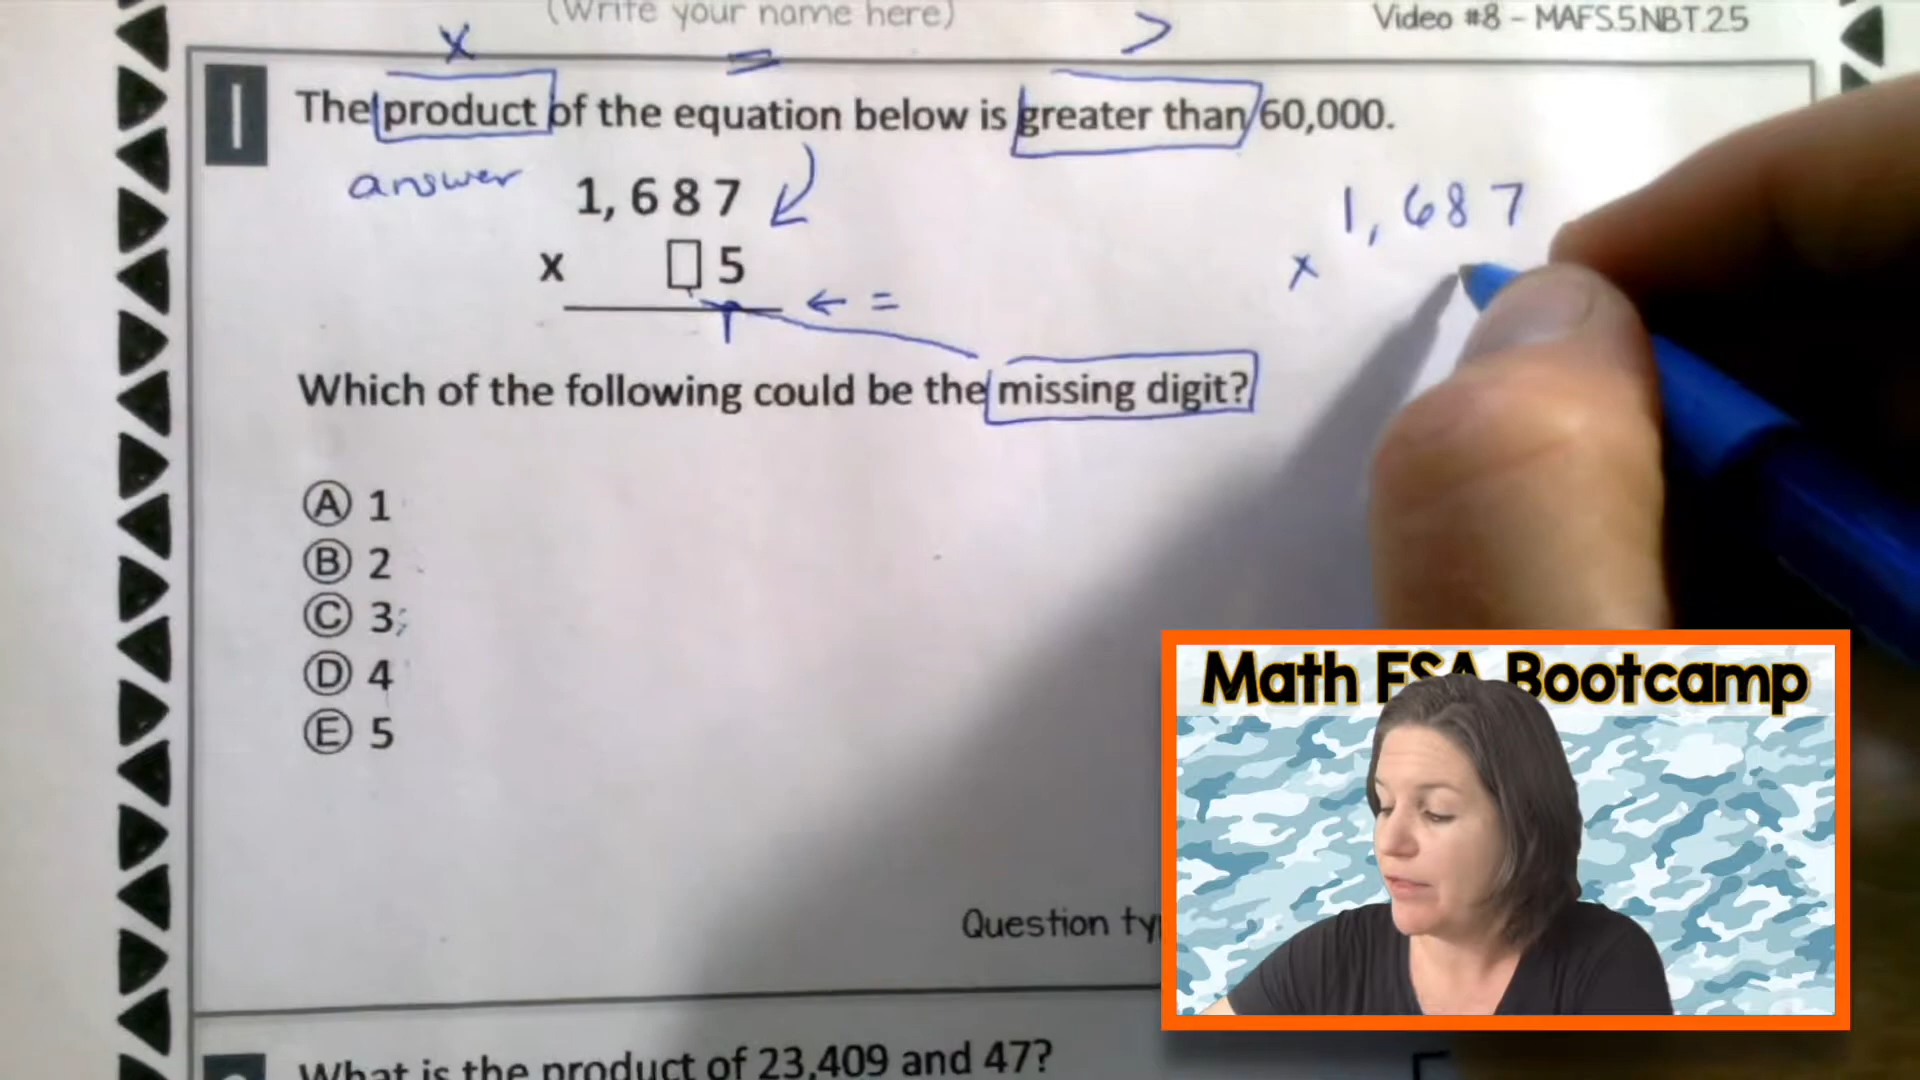 (Write your name here)
Video #8 - MAFS.5.NBT.2.5
x = >
1 The product of the equation below is greater than 60,000.
answer
1,687
x □5
← =
1,687
x
Which of the following could be the missing digit?
A 1
B 2
C 3
D 4
E 5
Question
What is the product of 23,409 and 47?
Math FSA Bootcamp